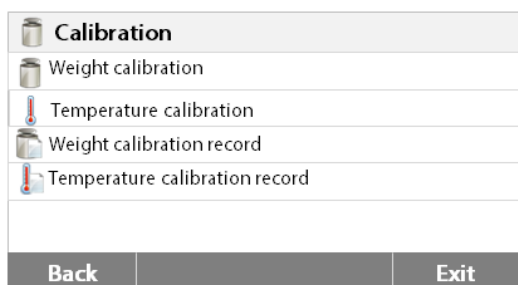 Calibration
Weight calibration
Temperature calibration
Weight calibration record
Temperature calibration record
Back Exit